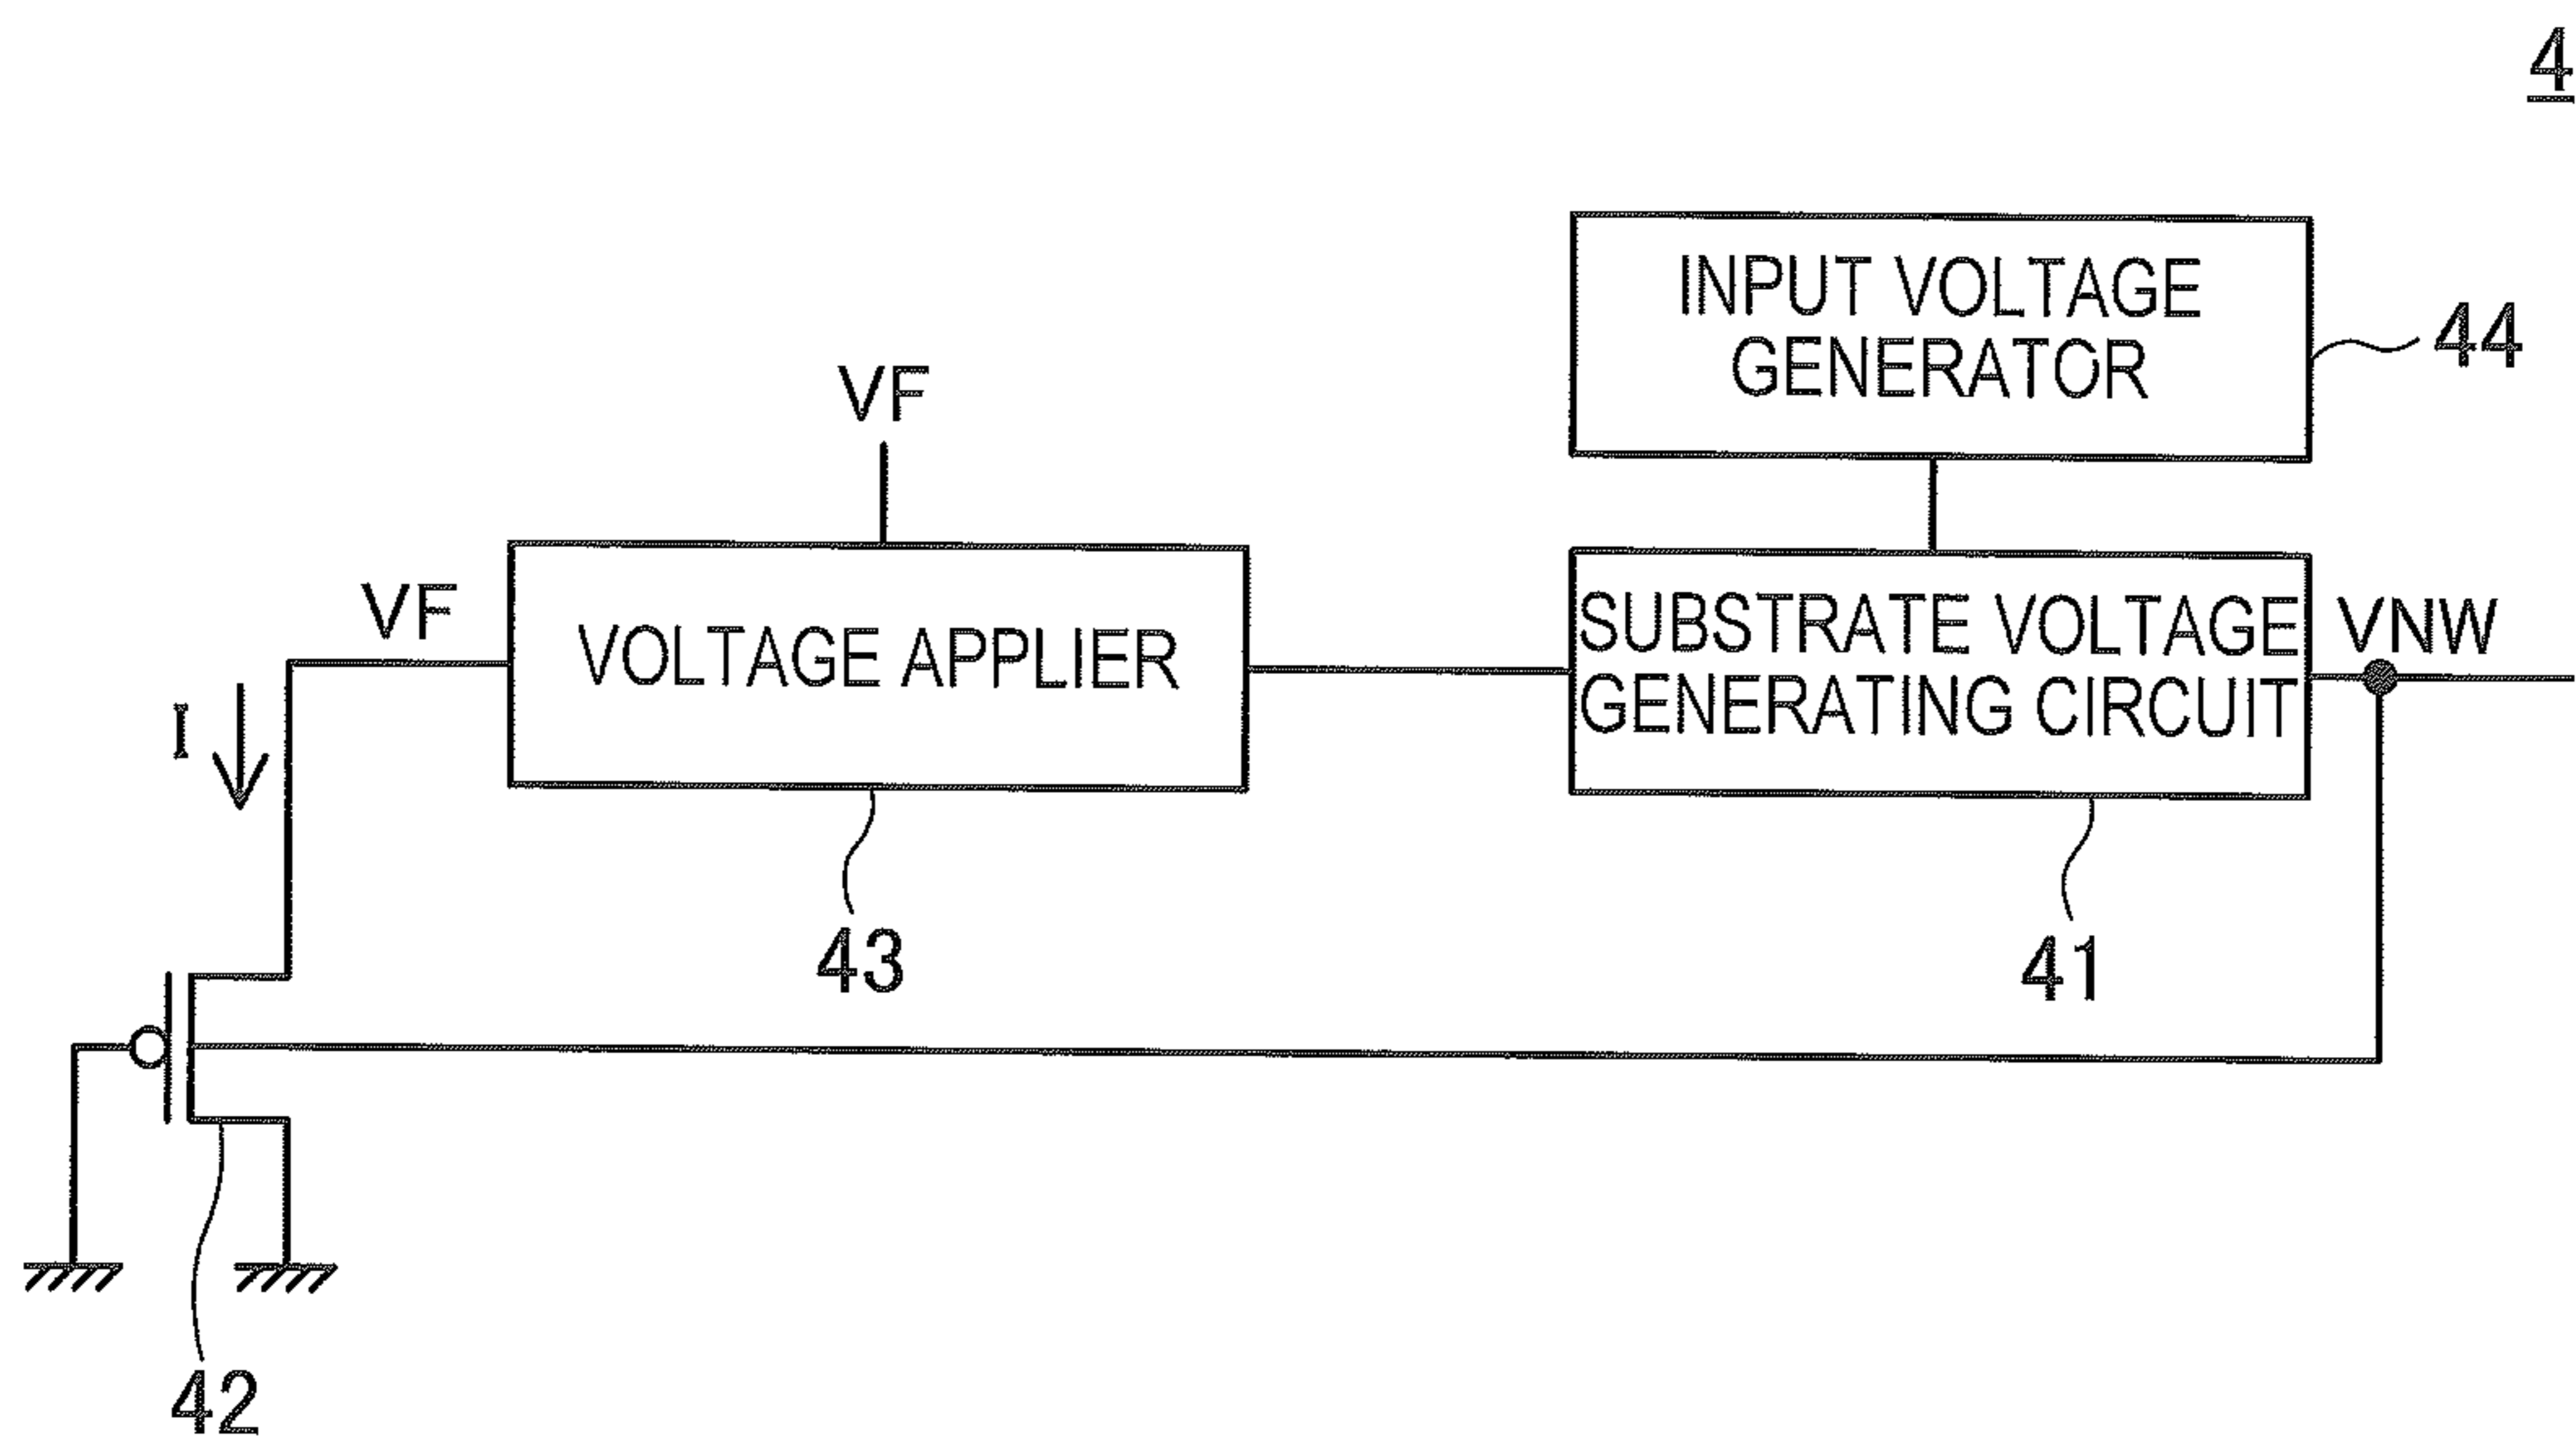 4
INPUT VOLTAGE
GENERATOR
44
VF
VF
VOLTAGE APPLIER
SUBSTRATE VOLTAGE
GENERATING CIRCUIT
VNW
I
43
41
42